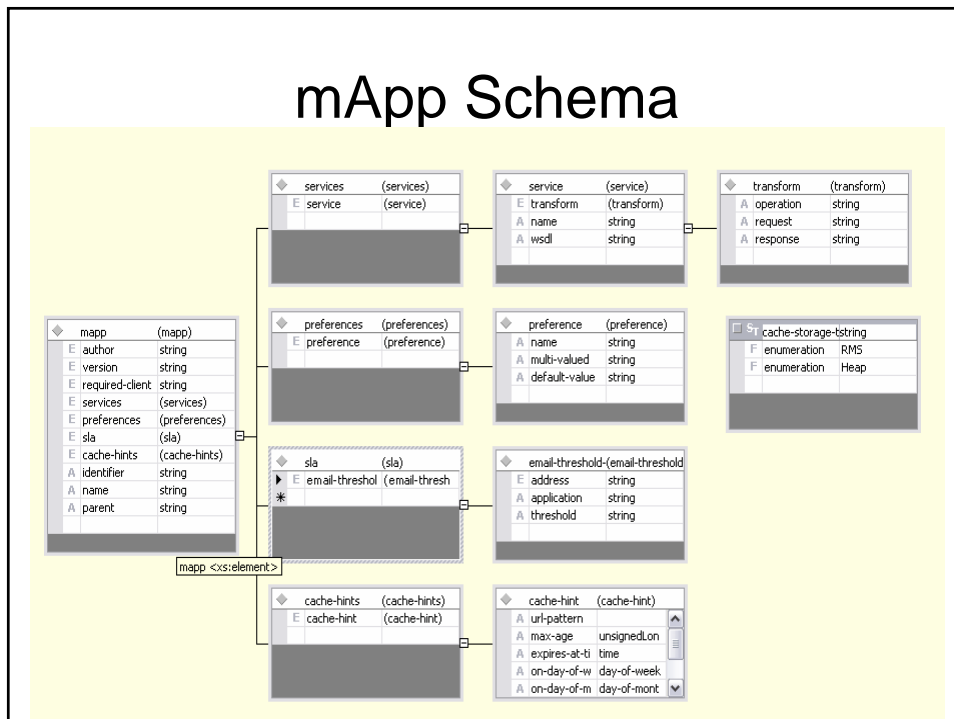 mApp Schema
services (services)
E service (service)
service (service)
E transform (transform)
A name string
A wsdl string
transform (transform)
A operation string
A request string
A response string
mapp (mapp)
E author string
E version string
E required-client string
E services (services)
E preferences (preferences)
E sla (sla)
E cache-hints (cache-hints)
A identifier string
A name string
A parent string
mapp <xs:element>
preferences (preferences)
E preference (preference)
preference (preference)
A name string
A multi-valued string
A default-value string
ST cache-storage-tstring
F enumeration RMS
F enumeration Heap
sla (sla)
E email-threshol (email-thresh
email-threshold-(email-threshold
E address string
A application string
A threshold string
cache-hints (cache-hints)
E cache-hint (cache-hint)
cache-hint (cache-hint)
A url-pattern
A max-age unsignedLon
A expires-at-ti time
A on-day-of-w day-of-week
A on-day-of-m day-of-mont